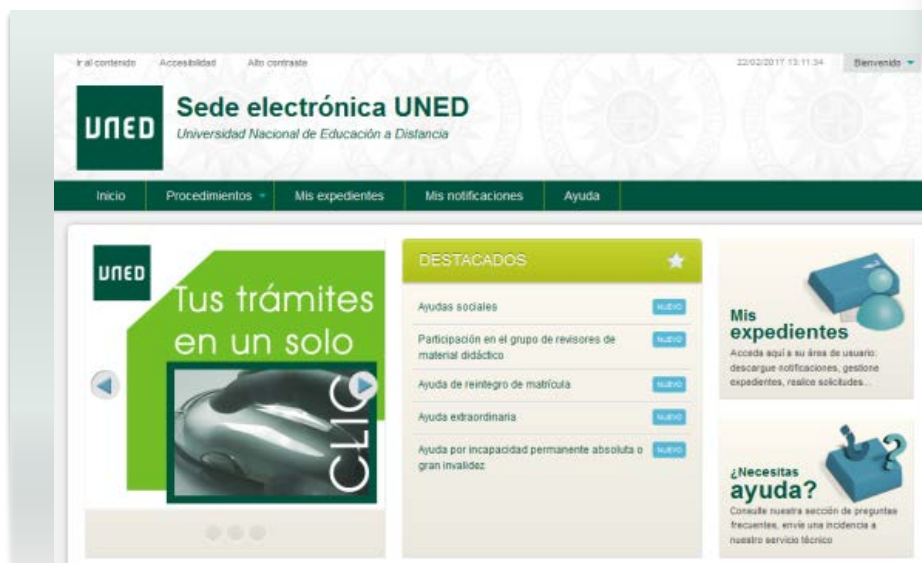 Ir al contenido Accesibilidad Alto contraste 22/02/2017 13:11:34 Bienvenido
UNED
Sede electrónica UNED
Universidad Nacional de Educación a Distancia
Inicio Procedimientos Mis expedientes Mis notificaciones Ayuda
UNED
Tus trámites
en un solo
CLIC
DESTACADOS
Ayudas sociales NUEVO
Participación en el grupo de revisores de NUEVO
material didáctico
Ayuda de reintegro de matrícula NUEVO
Ayuda extraordinaria NUEVO
Ayuda por incapacidad permanente absoluta o NUEVO
gran invalidez
Mis
expedientes
Acceda aquí a su área de usuario:
descargue notificaciones, gestione
expedientes, realice solicitudes...
¿Necesitas
ayuda?
Consulte nuestra sección de preguntas
frecuentes, envíe una incidencia a
nuestro servicio técnico